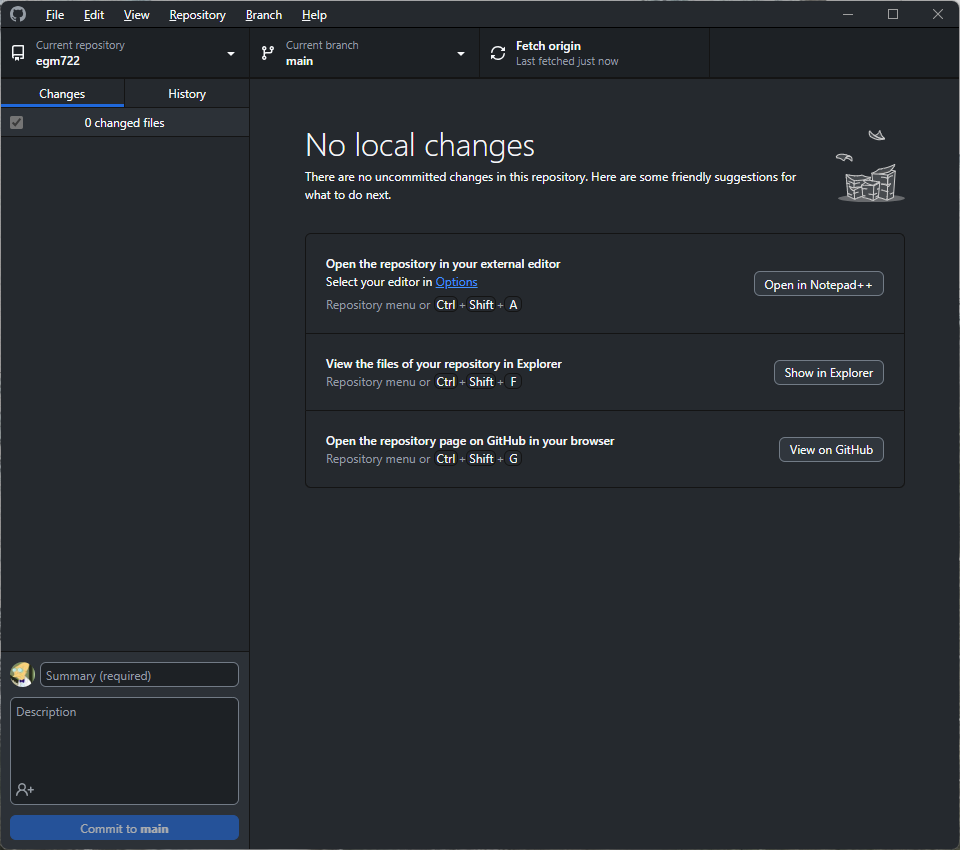 File Edit View Repository Branch Help
Current repository
egm722
Current branch
main
Fetch origin
Last fetched just now
Changes
History
0 changed files
No local changes
There are no uncommitted changes in this repository. Here are some friendly suggestions for
what to do next.
Open the repository in your external editor
Select your editor in Options
Repository menu or Ctrl + Shift + A
Open in Notepad++
View the files of your repository in Explorer
Repository menu or Ctrl + Shift + F
Show in Explorer
Open the repository page on GitHub in your browser
Repository menu or Ctrl + Shift + G
View on GitHub
Summary (required)
Description
Commit to main